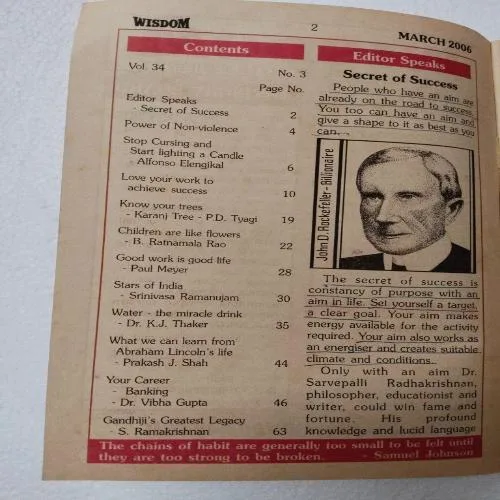 WISDOM
2
MARCH 2006
Contents
Vol. 34
No. 3
Page No.
Editor Speaks
- Secret of Success 2
Power of Non-violence 4
Stop Cursing and
Start lighting a Candle
- Alfonso Elengikal 6
Love your work to
achieve success 10
Know your trees
- Karanj Tree - P.D. Tyagi 19
Children are like flowers
- B. Ratnamala Rao 22
Good work is good life
- Paul Meyer 28
Stars of India
- Srinivasa Ramanujam 30
Water - the miracle drink
- Dr. K.J. Thaker 35
What we can learn from
Abraham Lincoln's life
- Prakash J. Shah 44
Your Career
- Banking
- Dr. Vibha Gupta 46
Gandhiji's Greatest Legacy
- S. Ramakrishnan 63
Editor Speaks
Secret of Success
People who have an aim are
already on the road to success.
You too can have an aim and
give a shape to it as best as you
can.
John D. Rockefeller - Billionaire
The secret of success is
constancy of purpose with an
aim in life. Set yourself a target,
a clear goal. Your aim makes
energy available for the activity
required. Your aim also works as
an energiser and creates suitable
climate and conditions.
Only with an aim Dr.
Sarvepalli Radhakrishnan,
philosopher, educationist and
writer, could win fame and
fortune. His profound
knowledge and lucid language
The chains of habit are generally too small to be felt until
they are too strong to be broken. - Samuel Johnson